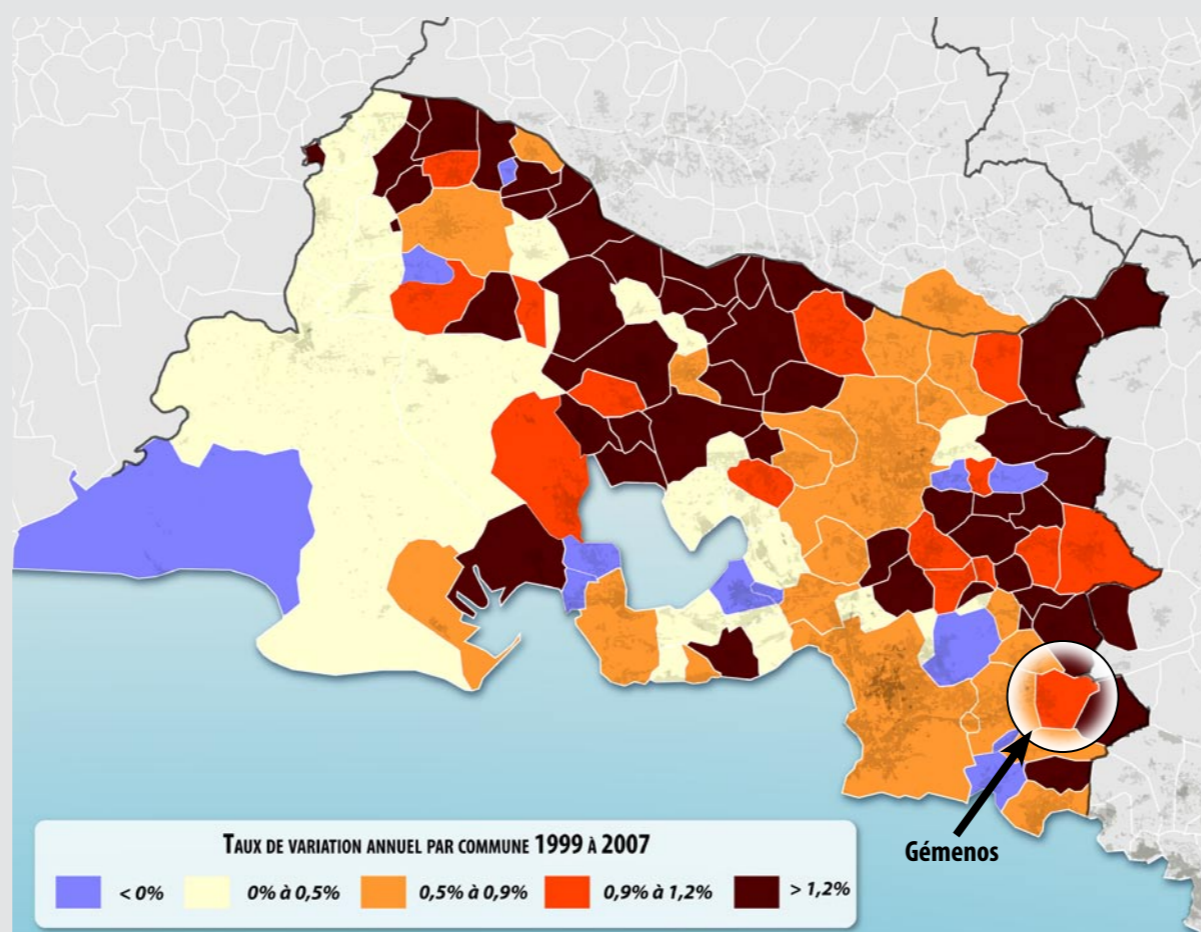 Gémenos
TAUX DE VARIATION ANNUEL PAR COMMUNE 1999 À 2007
< 0%
0% à 0,5%
0,5% à 0,9%
0,9% à 1,2%
> 1,2%